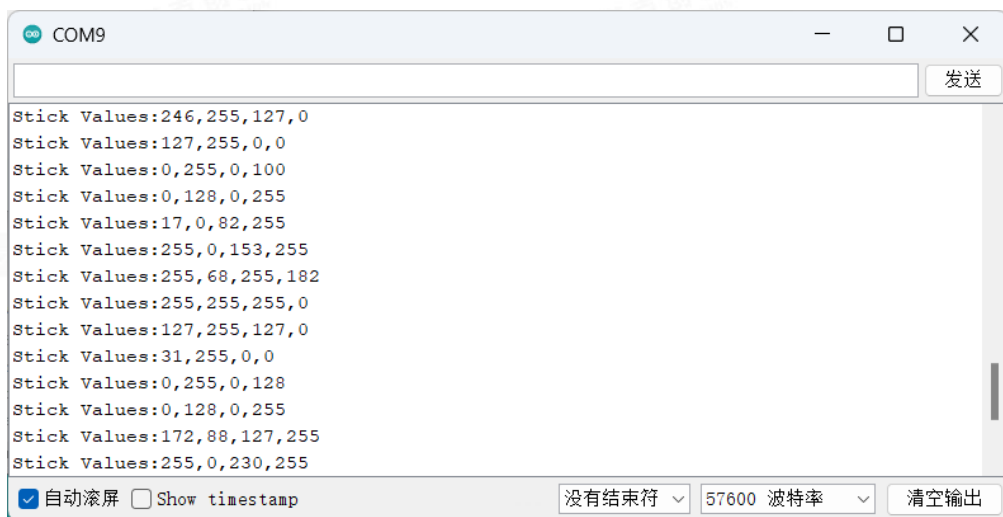 COM9
发送
Stick Values:246,255,127,0
Stick Values:127,255,0,0
Stick Values:0,255,0,100
Stick Values:0,128,0,255
Stick Values:17,0,82,255
Stick Values:255,0,153,255
Stick Values:255,68,255,182
Stick Values:255,255,255,0
Stick Values:127,255,127,0
Stick Values:31,255,0,0
Stick Values:0,255,0,128
Stick Values:0,128,0,255
Stick Values:172,88,127,255
Stick Values:255,0,230,255
自动滚屏 Show timestamp 没有结束符 57600 波特率 清空输出